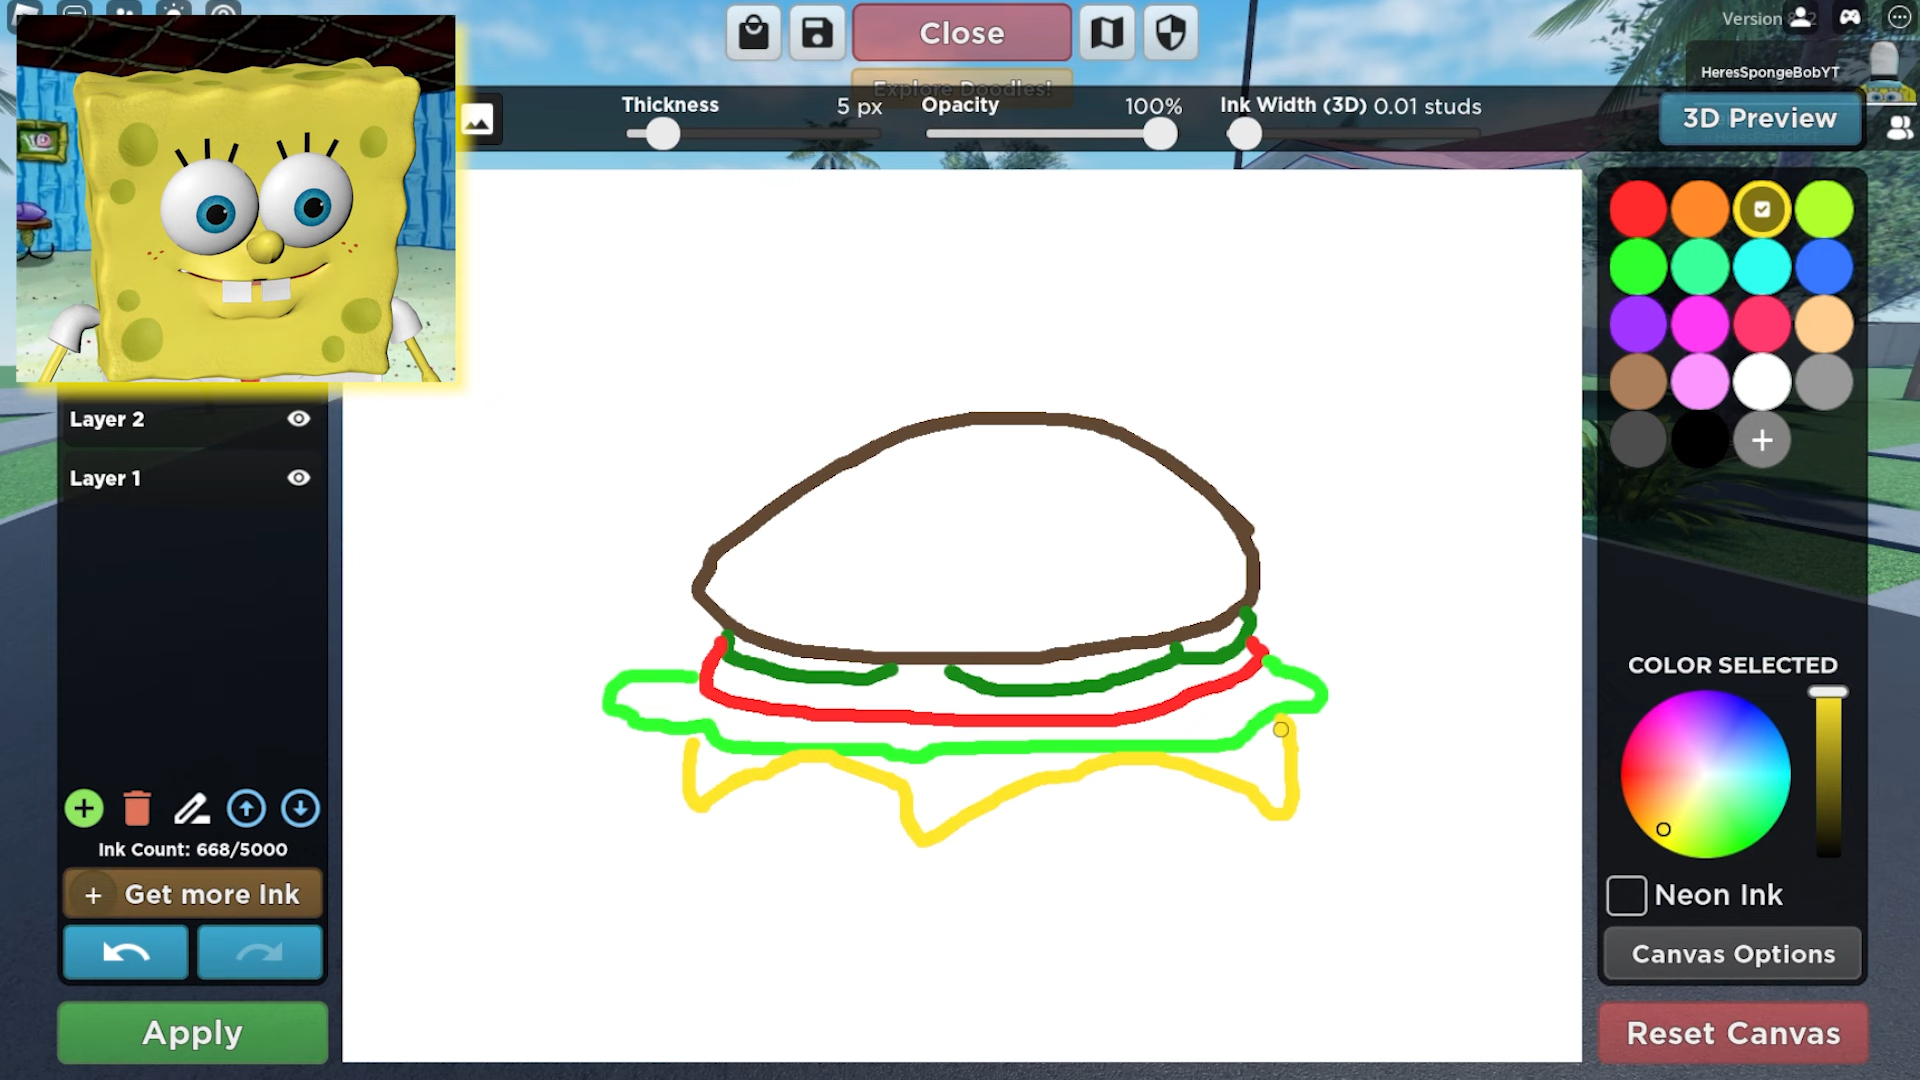 Close
Version
HeresSpongeBobYT
Explore Doodles!
Thickness 5 px Opacity 100% Ink Width (3D) 0.01 studs
3D Preview
Layer 2
Layer 1
COLOR SELECTED
Ink Count: 668/5000
+ Get more Ink
Neon Ink
Canvas Options
Apply
Reset Canvas